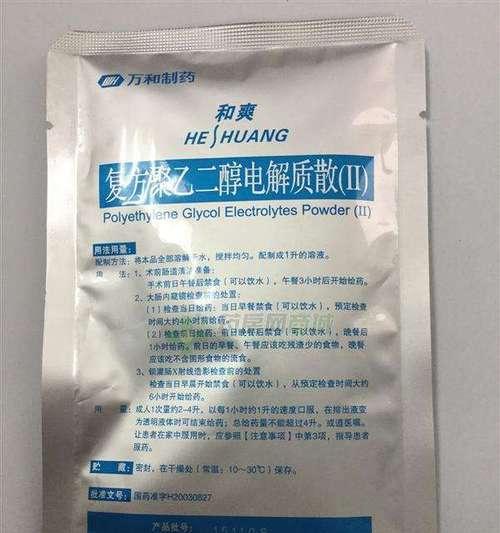 万和制药
和爽
HESHUANG
复方聚乙二醇电解质散(II)
Polyethylene Glycol Electrolytes Powder (II)
用法用量:
配制方法: 将本品全部溶解于水，搅拌均匀。配制成1升的溶液。
用 法: 1、术前肠道清洁准备:
手术前日午餐后禁食（可以饮水），午餐3小时后开始给药。
2、大肠内窥镜检查前的处置:
（1）检查当日给药: 当日早餐禁食（可以饮水），预定检查
时间大约4小时前给药。
（2）检查前日给药: 前日晚餐后禁食（可以饮水），晚餐后
1小时给药。前日的早餐、午餐应该吃残渣少的食物，晚餐
应该吃不含固形食物的流食。
3、钡灌肠X射线造影检查前的处置
检查当日早晨开始禁食（可以饮水），从预定检查时间大约
6小时开始给药。
用 量: 成人1次量约2~4升，以每1小时约1升的速度口服，在排出液变
为透明液体时可结束给药；总给药量不能超过4升。或遵医嘱。
让患者在家中服用时，应参照【注意事项】中第3项，指导患者
服药。
贮 藏: 密封，在干燥处（常温: 10~30℃）保存。
批准文号: 国药准字H20030827
产品批号: